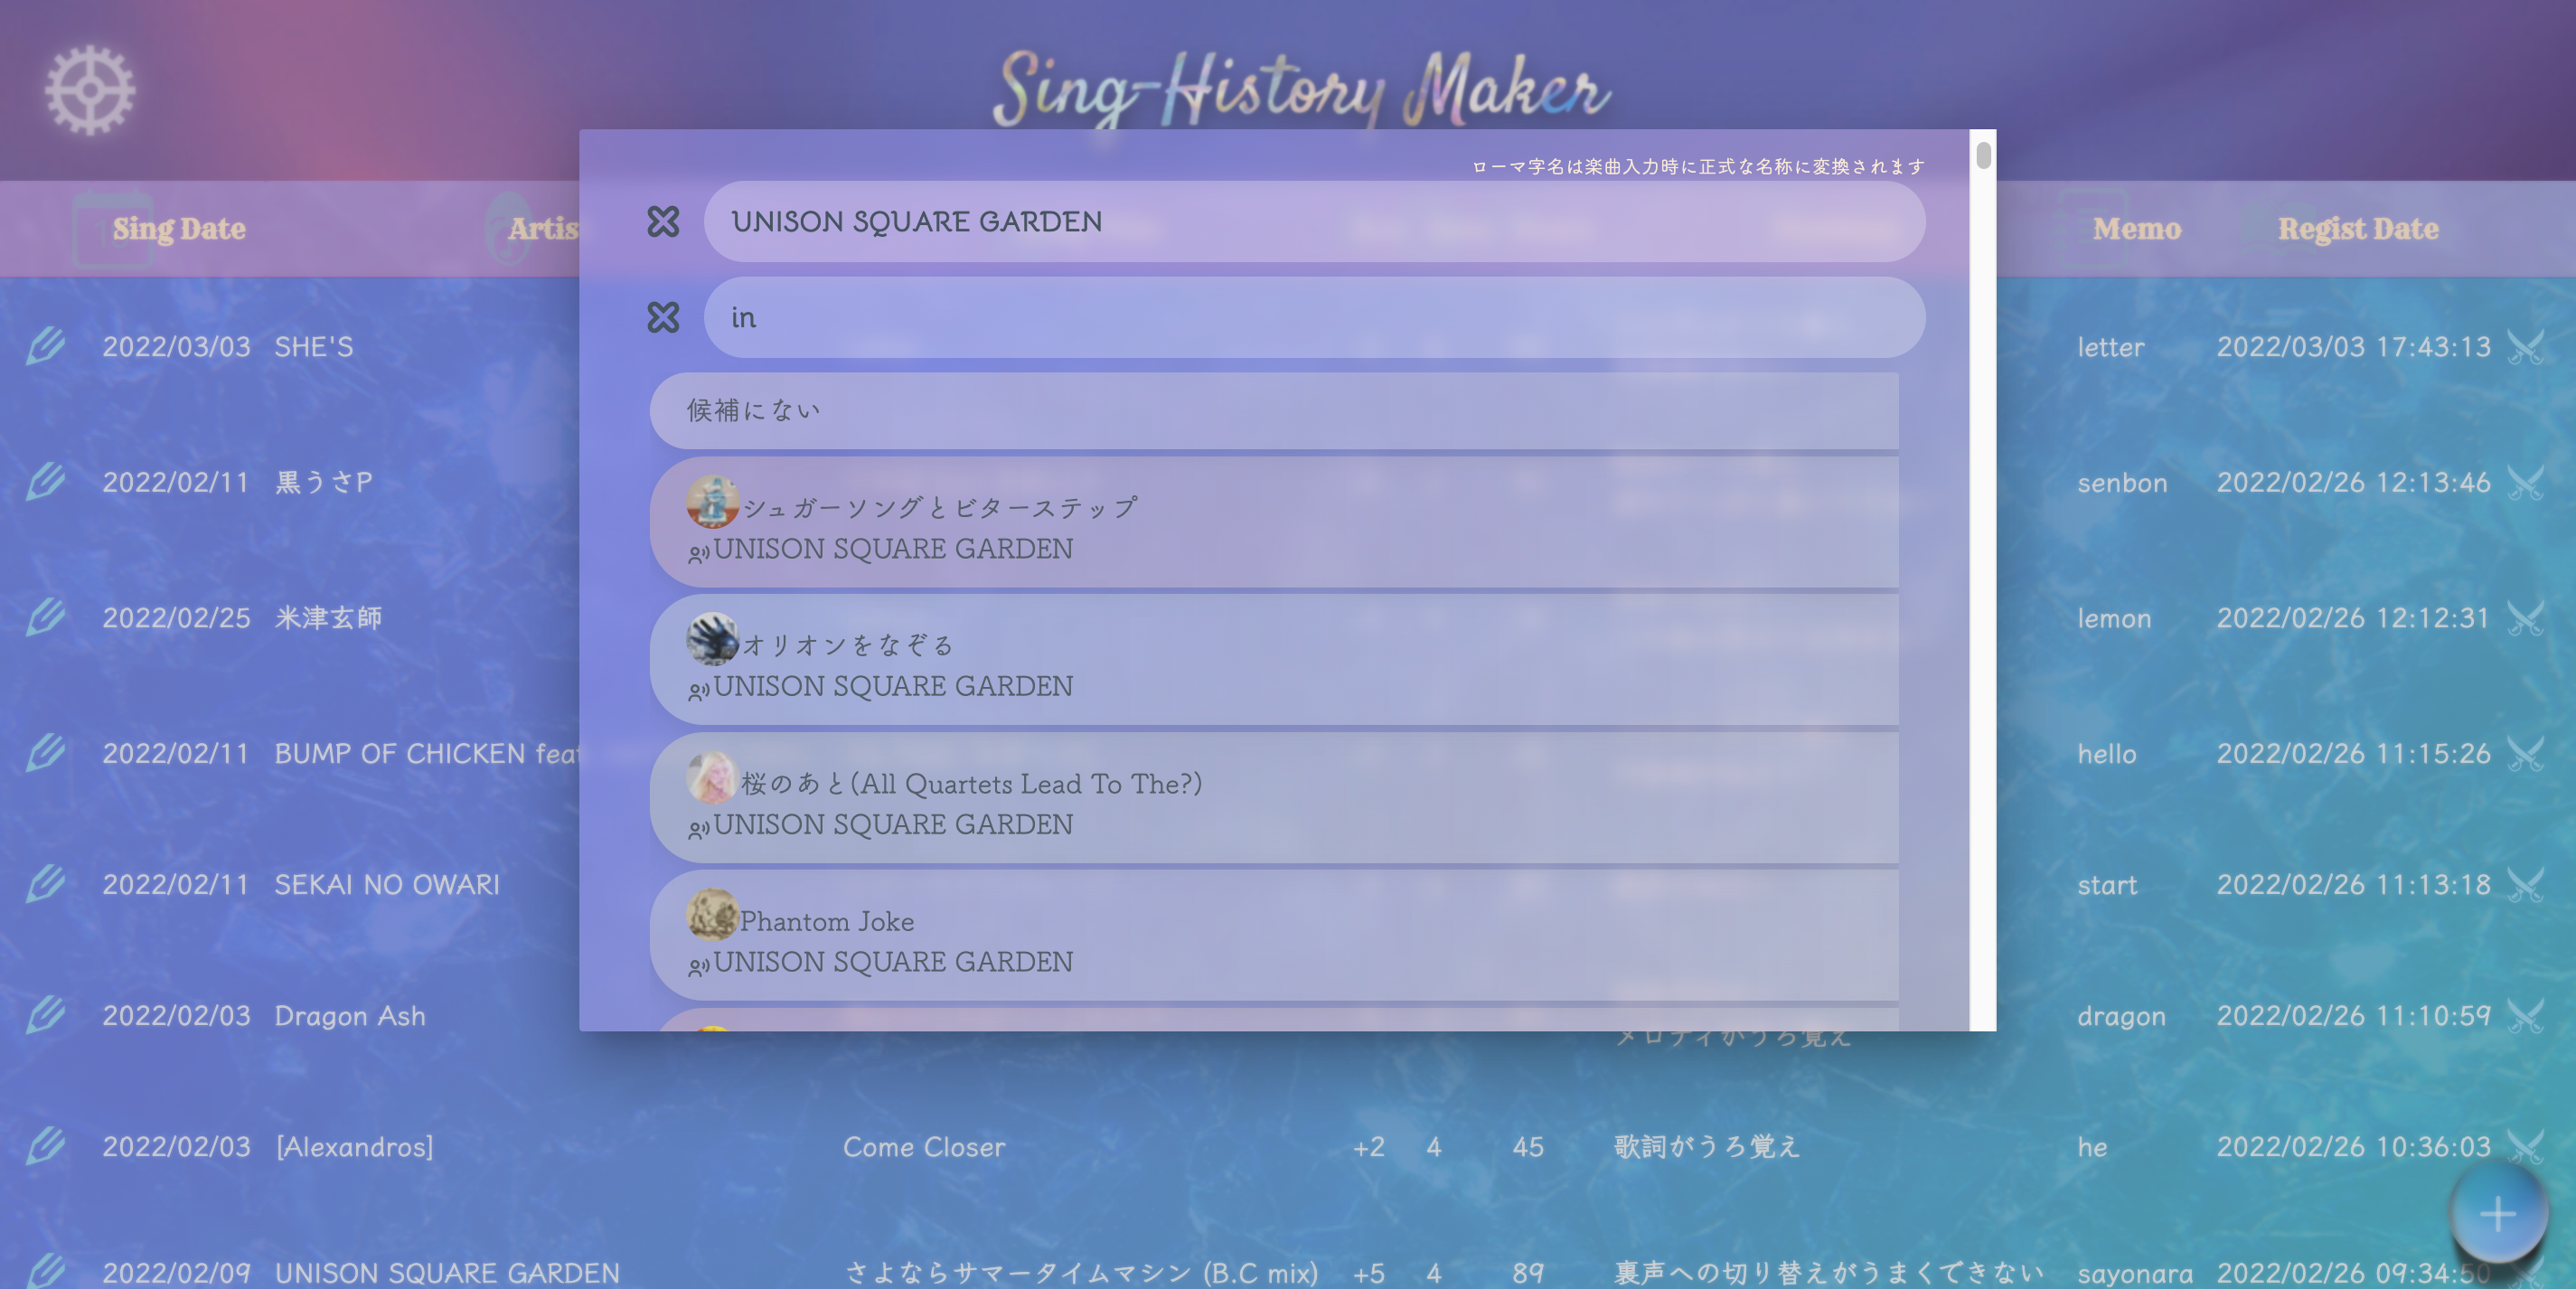 Sing-History Maker
ローマ字名は楽曲入力時に正式な名称に変換されます
Sing Date Artis Memo Regist Date
UNISON SQUARE GARDEN
in
候補にない
シュガーソングとビターステップ
UNISON SQUARE GARDEN
オリオンをなぞる
UNISON SQUARE GARDEN
桜のあと(All Quartets Lead To The?)
UNISON SQUARE GARDEN
Phantom Joke
UNISON SQUARE GARDEN
2022/03/03 SHE'S letter 2022/03/03 17:43:13
2022/02/11 黒うさP senbon 2022/02/26 12:13:46
2022/02/25 米津玄師 lemon 2022/02/26 12:12:31
2022/02/11 BUMP OF CHICKEN feat hello 2022/02/26 11:15:26
2022/02/11 SEKAI NO OWARI start 2022/02/26 11:13:18
2022/02/03 Dragon Ash dragon 2022/02/26 11:10:59
メロディがうろ覚え
2022/02/03 [Alexandros] Come Closer +2 4 45 歌詞がうろ覚え he 2022/02/26 10:36:03
2022/02/09 UNISON SQUARE GARDEN さよならサマータイムマシン (B.C mix) +5 4 89 裏声への切り替えがうまくできない sayonara 2022/02/26 09:34:50